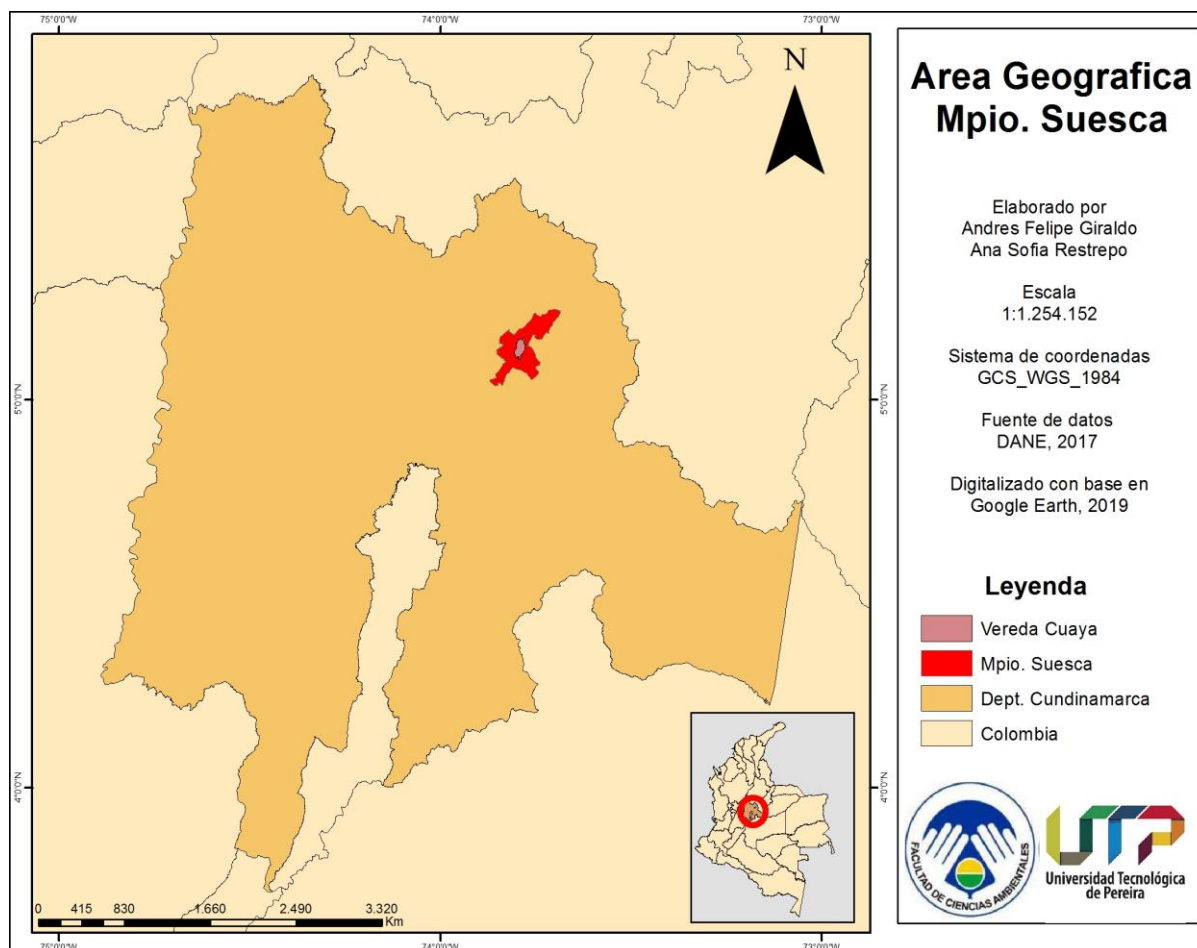 75°0'0"W
74°0'0"W
73°0'0"W
N
5°0'0"N
5°0'0"N
4°0'0"N
4°0'0"N
0 415 830 1.660 2.490 3.320
Km
75°0'0"W
74°0'0"W
73°0'0"W
Area Geografica
Mpio. Suesca
Elaborado por
Andres Felipe Giraldo
Ana Sofia Restrepo
Escala
1:1.254.152
Sistema de coordenadas
GCS_WGS_1984
Fuente de datos
DANE, 2017
Digitalizado con base en
Google Earth, 2019
Leyenda
Vereda Cuaya
Mpio. Suesca
Dept. Cundinamarca
Colombia
FACULTAD DE CIENCIAS AMBIENTALES
UTP
Universidad Tecnológica
de Pereira